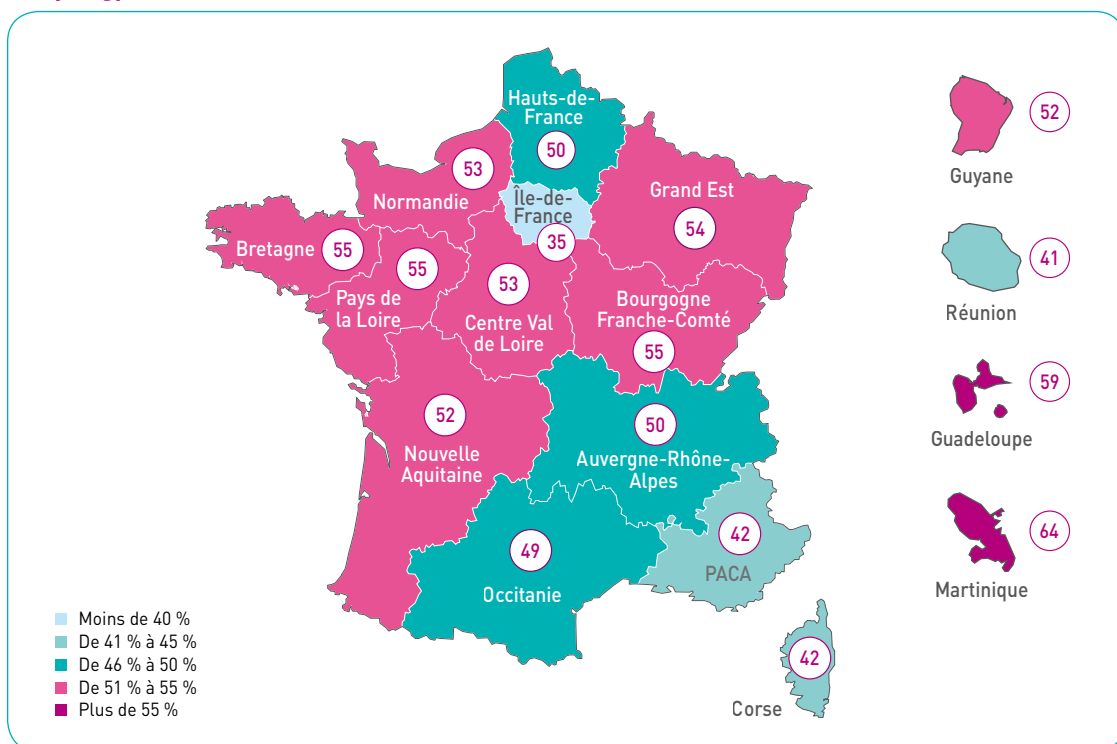 Hauts-de-
France
50
53
Normandie
Île-de-
France
35
Grand Est
54
Bretagne
55
55
Pays de
la Loire
53
Centre Val
de Loire
Bourgogne
Franche-Comté
55
52
Nouvelle
Aquitaine
50
Auvergne-Rhône-
Alpes
49
Occitanie
42
PACA
42
Corse
52
Guyane
41
Réunion
59
Guadeloupe
64
Martinique
Moins de 40 %
De 41 % à 45 %
De 46 % à 50 %
De 51 % à 55 %
Plus de 55 %